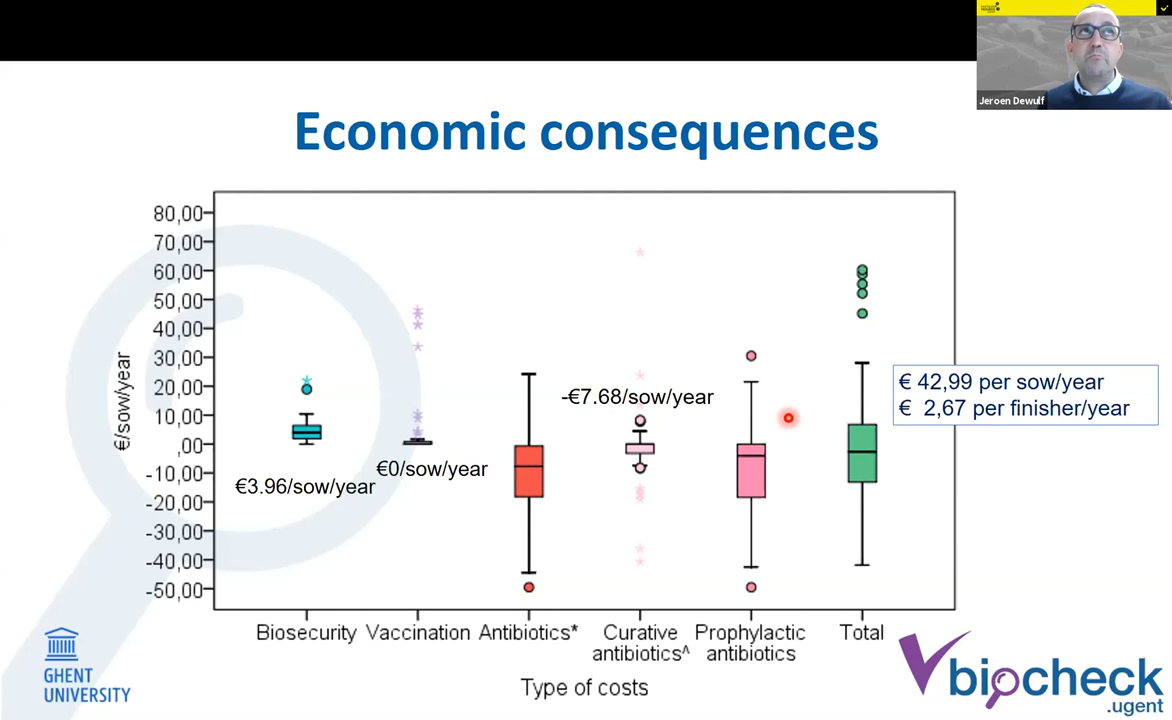 Jeroen Dewulf
Economic consequences
80,00
70,00
60,00
50,00
40,00
30,00
20,00
10,00
,00
-10,00
-20,00
-30,00
-40,00
-50,00
€/sow/year
€3.96/sow/year
€0/sow/year
-€7.68/sow/year
€ 42,99 per sow/year
€ 2,67 per finisher/year
Biosecurity
Vaccination
Antibiotics*
Curative
antibiotics^
Prophylactic
antibiotics
Total
Type of costs
GHENT
UNIVERSITY
biocheck
.ugent